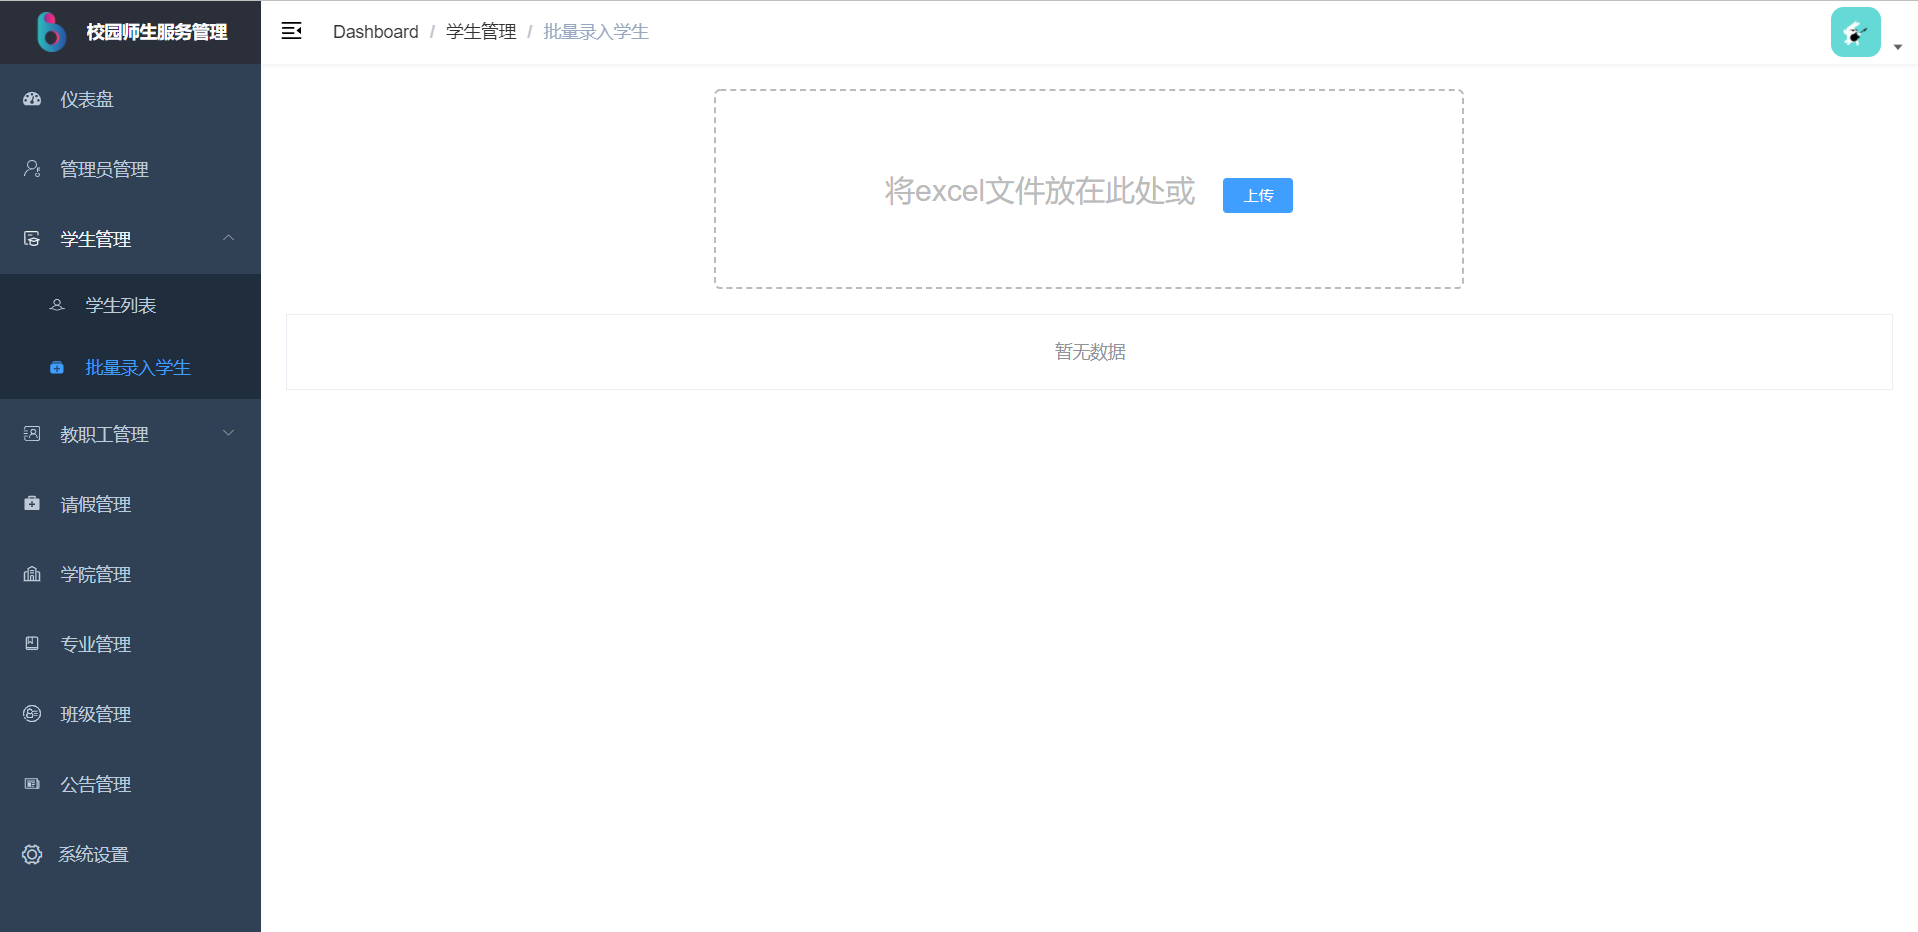 校园师生服务管理
Dashboard / 学生管理 / 批量录入学生
仪表盘
管理员管理
学生管理
学生列表
批量录入学生
教职工管理
请假管理
学院管理
专业管理
班级管理
公告管理
系统设置
将excel文件放在此处或 上传
暂无数据